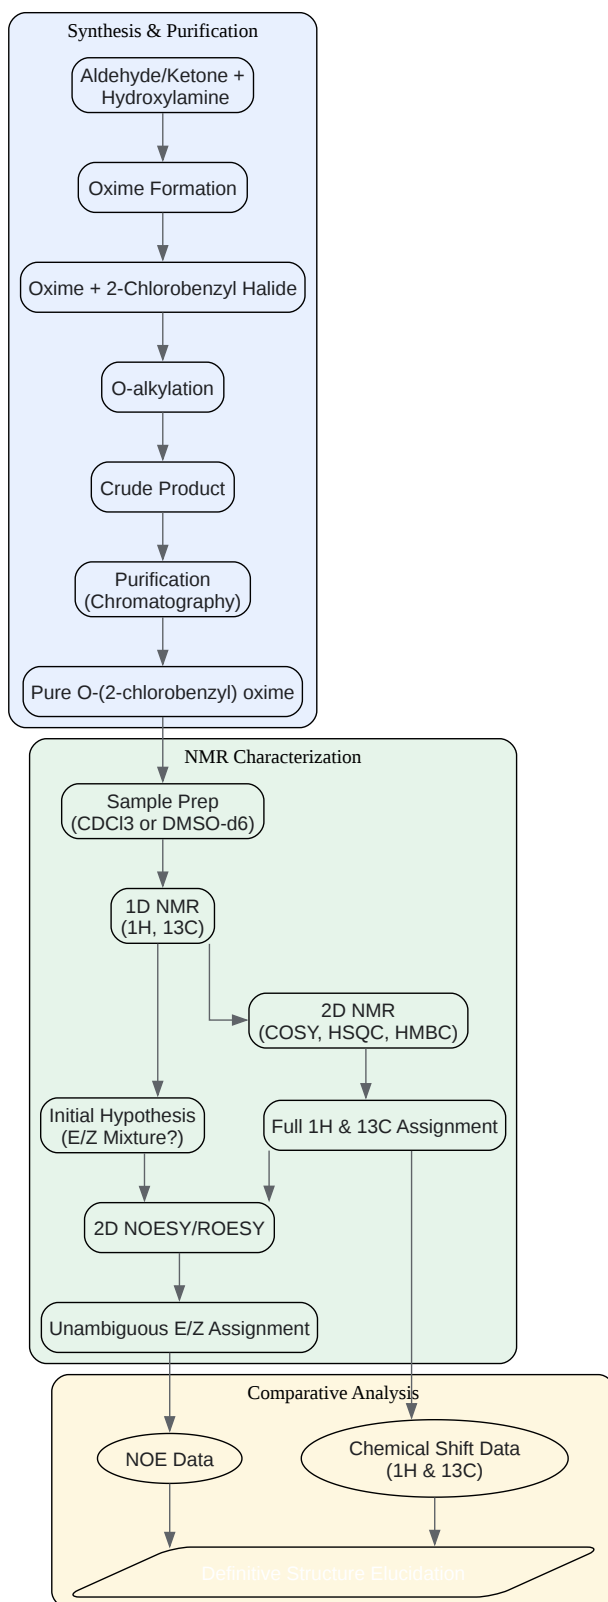 Synthesis & Purification
Aldehyde/Ketone +
Hydroxylamine
Oxime Formation
Oxime + 2-Chlorobenzyl Halide
O-alkylation
Crude Product
Purification
(Chromatography)
Pure O-(2-chlorobenzyl) oxime
NMR Characterization
Sample Prep
(CDCl3 or DMSO-d6)
1D NMR
(1H, 13C)
2D NMR
(COSY, HSQC, HMBC)
Initial Hypothesis
(E/Z Mixture?)
Full 1H & 13C Assignment
2D NOESY/ROESY
Unambiguous E/Z Assignment
Comparative Analysis
NOE Data
Chemical Shift Data
(1H & 13C)
Definitive Structure Elucidation